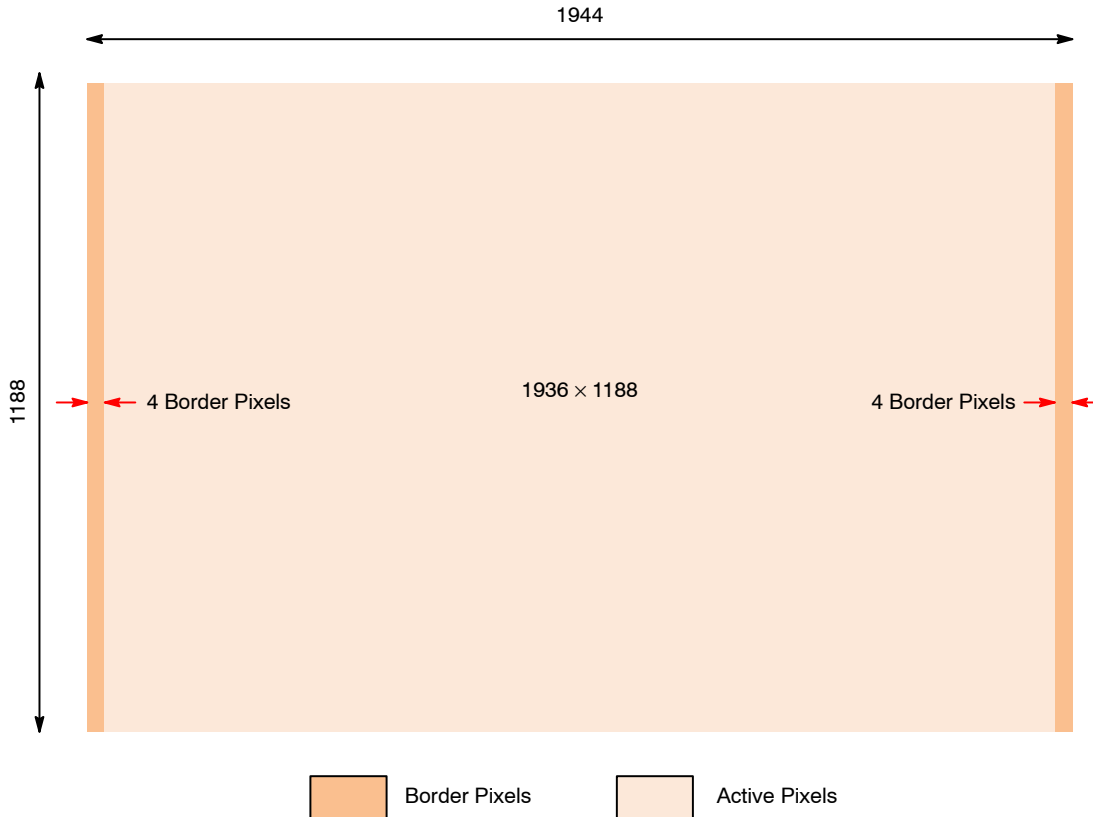 1944
1188
4 Border Pixels
1936 × 1188
4 Border Pixels
Border Pixels
Active Pixels